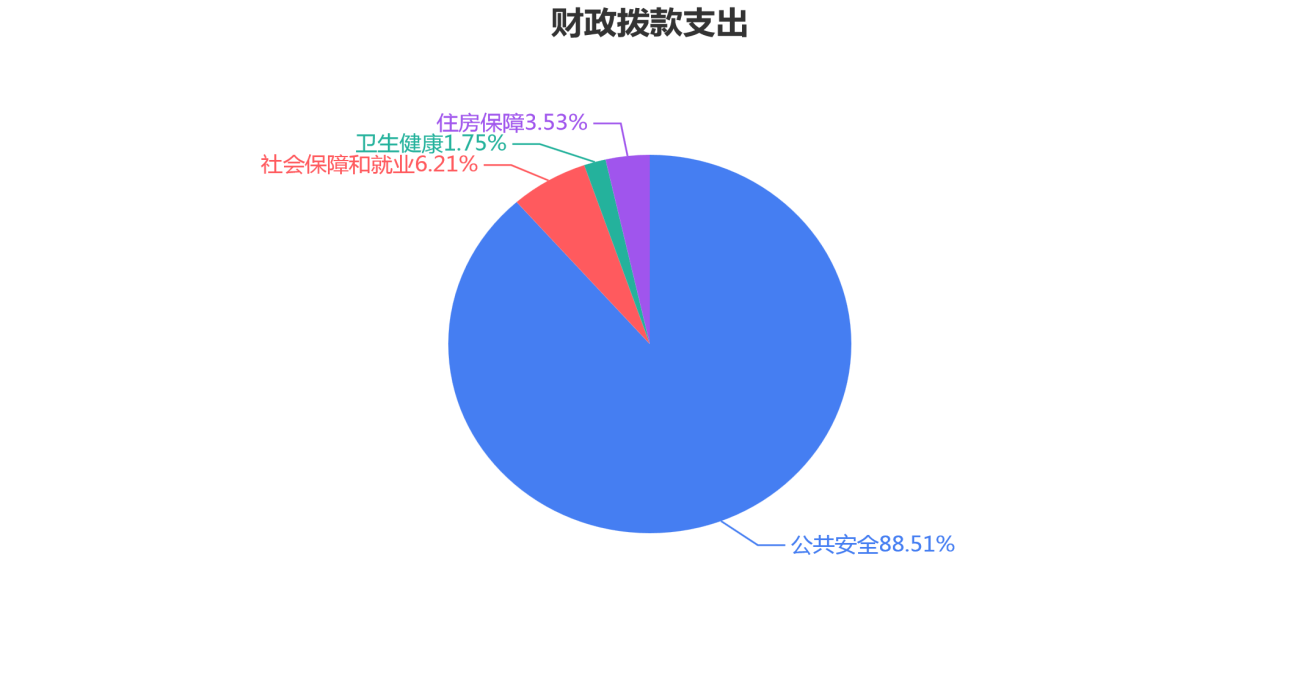 财政拨款支出
住房保障3.53%
卫生健康1.75%
社会保障和就业6.21%
公共安全88.51%